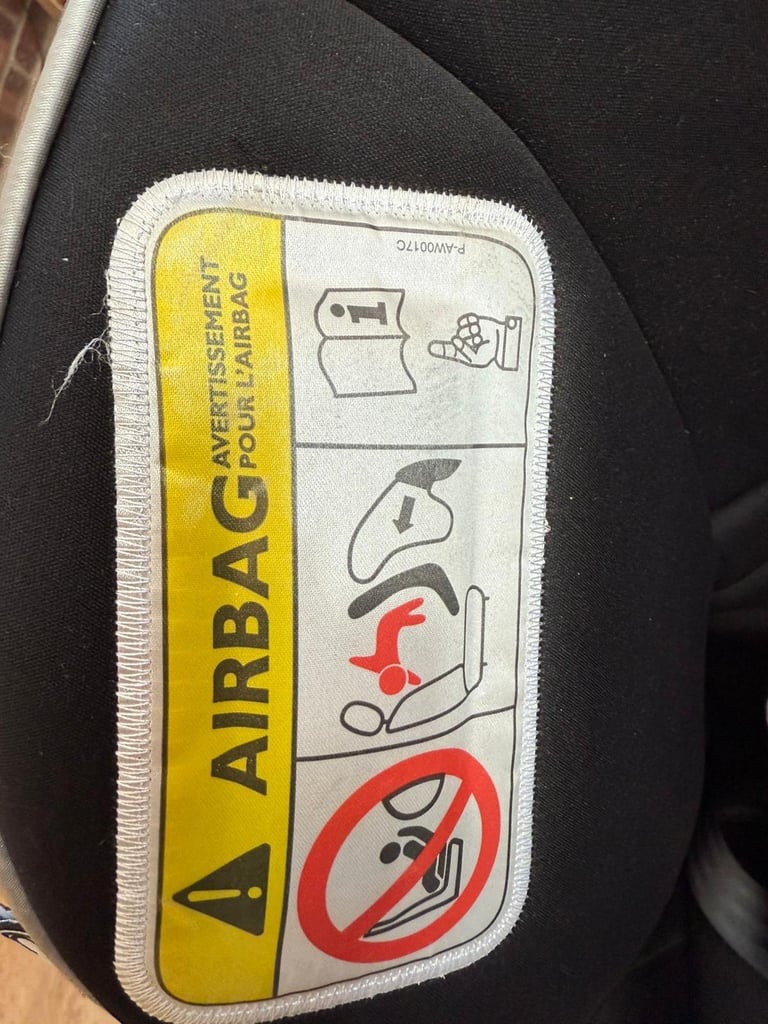 AIRBAG
AVERTISSEMENT
POUR L'AIRBAG
i
P-AW0017C